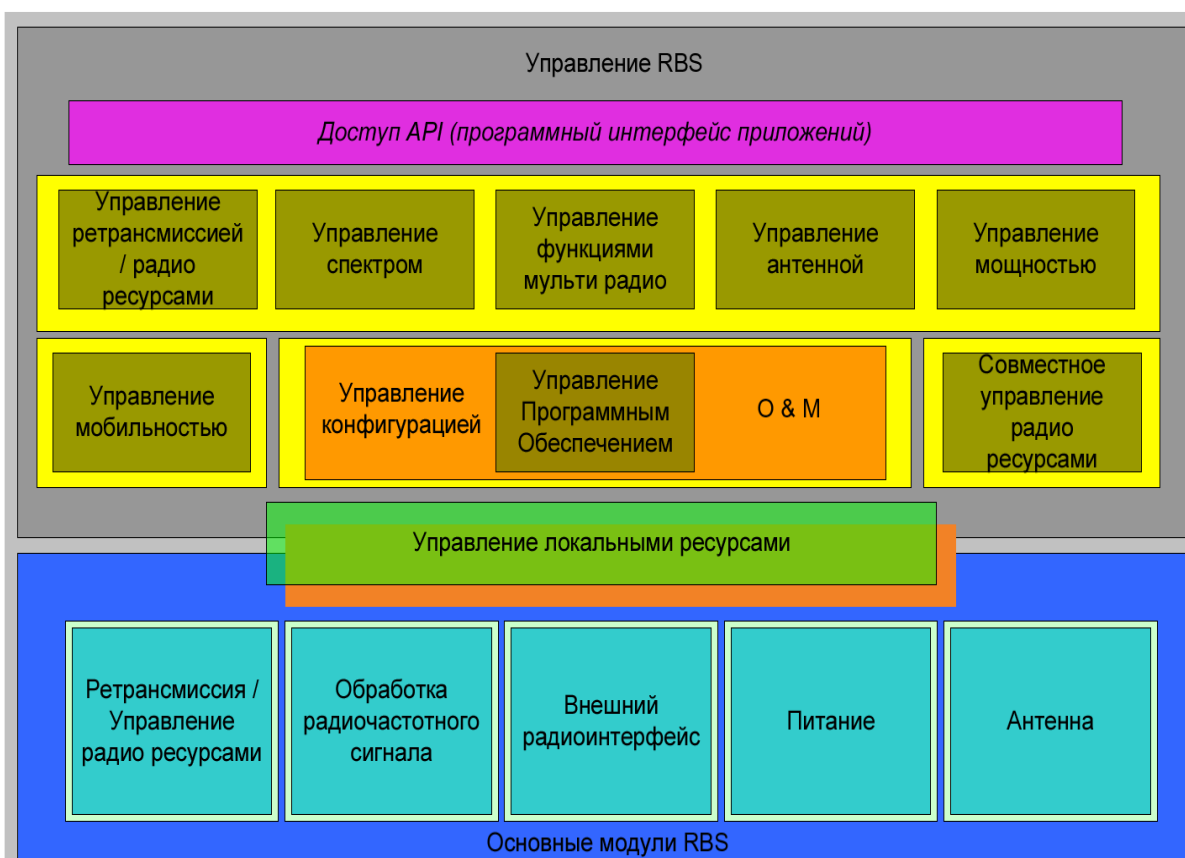 Управление RBS
Доступ API (программный интерфейс приложений)
Управление
ретрансмиссией
/ радио
ресурсами
Управление
спектром
Управление
функциями
мульти радио
Управление
антенной
Управление
мощностью
Управление
мобильностью
Управление
конфигурацией
Управление
Программным
Обеспечением
O & M
Совместное
управление
радио
ресурсами
Управление локальными ресурсами
Ретрансмиссия /
Управление
радио ресурсами
Обработка
радиочастотного
сигнала
Внешний
радиоинтерфейс
Питание
Антенна
Основные модули RBS